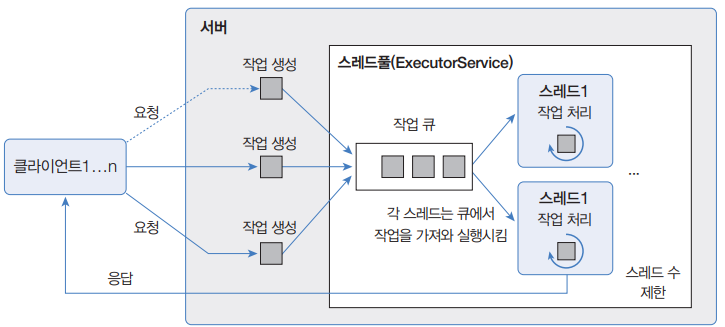 서버
작업 생성
스레드풀(ExecutorService)
요청
작업 큐
스레드1
작업 처리
작업 생성
클라이언트1…n
...
요청
작업 생성
각 스레드는 큐에서
작업을 가져와 실행시킴
스레드1
작업 처리
응답
스레드 수
제한